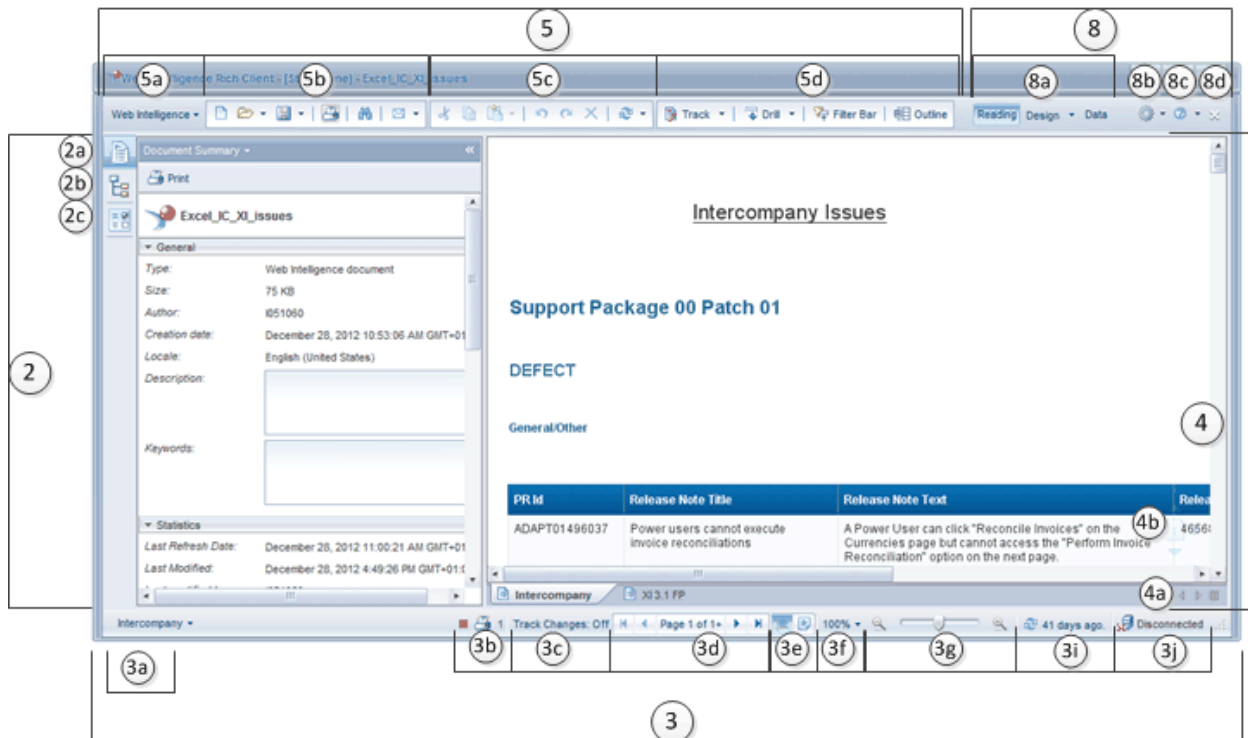 5
8
5a
5b
5c
5d
8a
8b
8c
8d
Web Intelligence Rich Client - [Standalone] - Excel_IC_XI_issues
Web Intelligence
Track
Drill
Filter Bar
Outline
Reading
Design
Data
2
2a
2b
2c
Document Summary
Print
Excel_IC_XI_issues
General
Type: Web Intelligence document
Size: 75 KB
Author: I051060
Creation date: December 28, 2012 10:53:06 AM GMT+01
Locale: English (United States)
Description:
Keywords:
Statistics
Last Refresh Date: December 28, 2012 11:00:21 AM GMT+01
Last Modified: December 28, 2012 4:49:26 PM GMT+01:0
Intercompany Issues
Support Package 00 Patch 01
DEFECT
General/Other
4
PR Id
Release Note Title
Release Note Text
Relea
ADAPT01496037
Power users cannot execute
invoice reconciliations
A Power User can click "Reconcile Invoices" on the
Currencies page but cannot access the "Perform Invoice
Reconciliation" option on the next page.
4b
Intercompany
XI 3.1 FP
4a
Intercompany
1
Track Changes: Off
Page 1 of 1+
100%
41 days ago.
Disconnected
3a
3b
3c
3d
3e
3f
3g
3i
3j
3